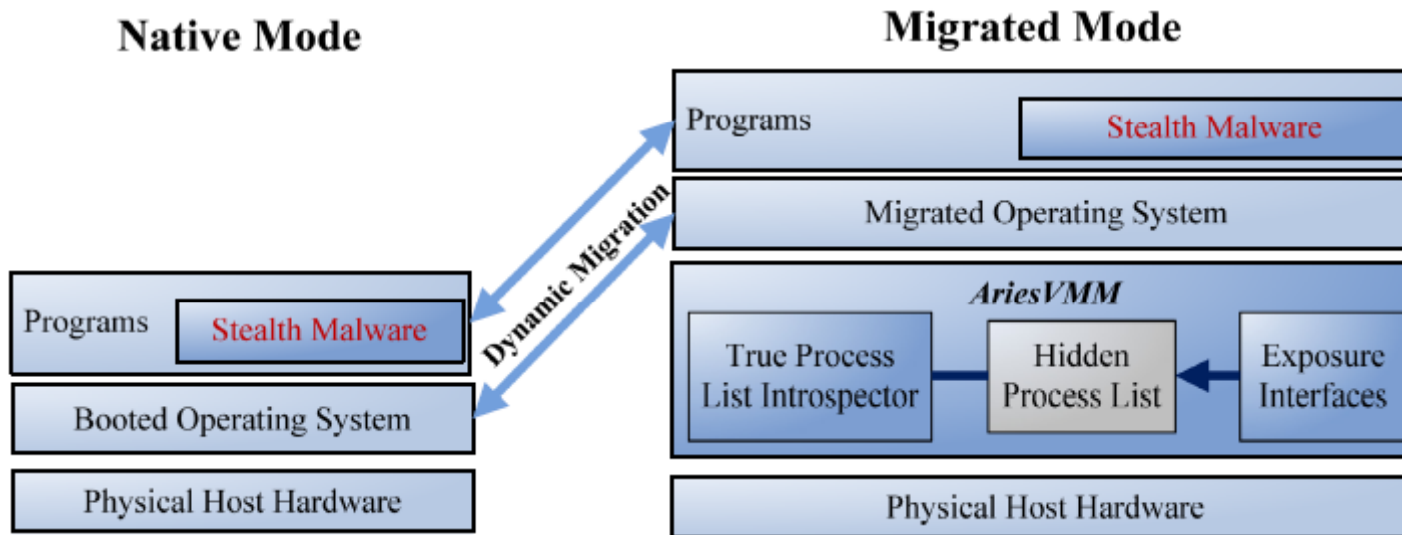 Native Mode
Programs
Stealth Malware
Booted Operating System
Physical Host Hardware
Dynamic Migration
Migrated Mode
Programs
Stealth Malware
Migrated Operating System
AriesVMM
True Process
List Introspector
Hidden
Process List
Exposure
Interfaces
Physical Host Hardware